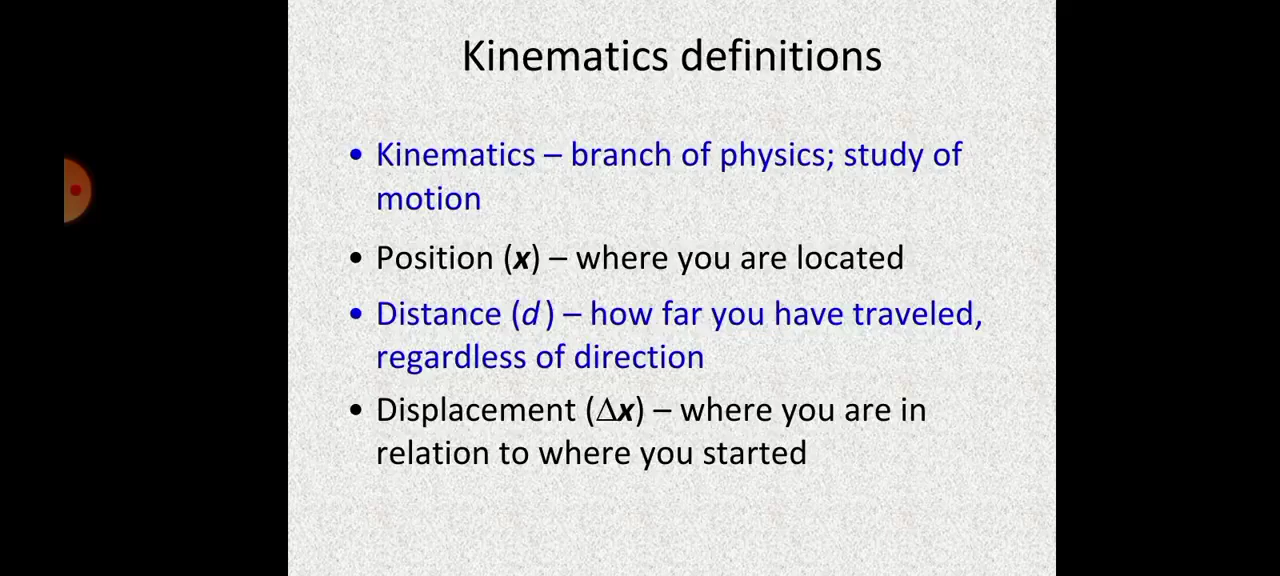 Kinematics definitions
• Kinematics – branch of physics; study of
motion
• Position (x) – where you are located
• Distance (d ) – how far you have traveled,
regardless of direction
• Displacement (∆x) – where you are in
relation to where you started